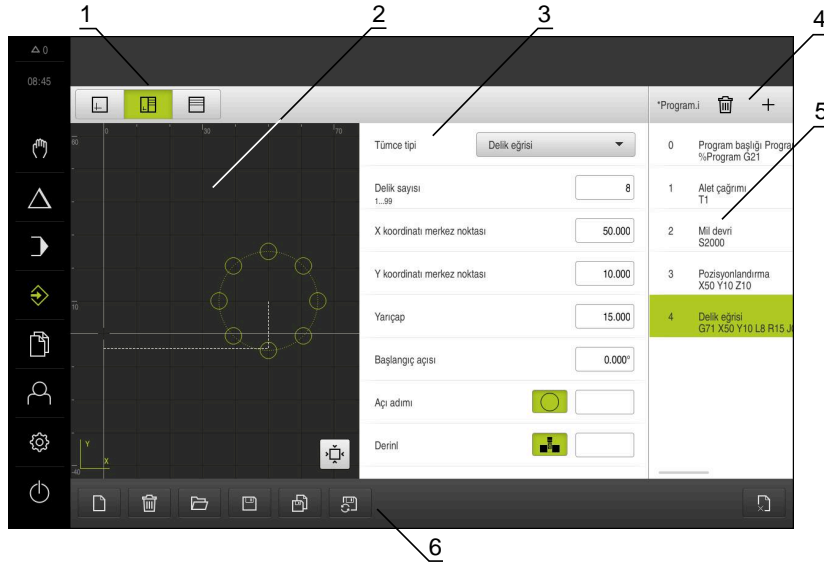 1
2
3
4
5
0
08:45
*Program.i
0
30
70
60
10
-40
Y
X
Tümce tipi
Delik eğrisi
Delik sayısı
1...99
8
X koordinatı merkez noktası
50.000
Y koordinatı merkez noktası
10.000
Yarıçap
15.000
Başlangıç açısı
0.000°
Açı adımı
Derinl
0 Program başlığı Progra
%Program G21
1 Alet çağrımı
T1
2 Mil devri
S2000
3 Pozisyonlandırma
X50 Y10 Z10
4 Delik eğrisi
G71 X50 Y10 L8 R15 J
6